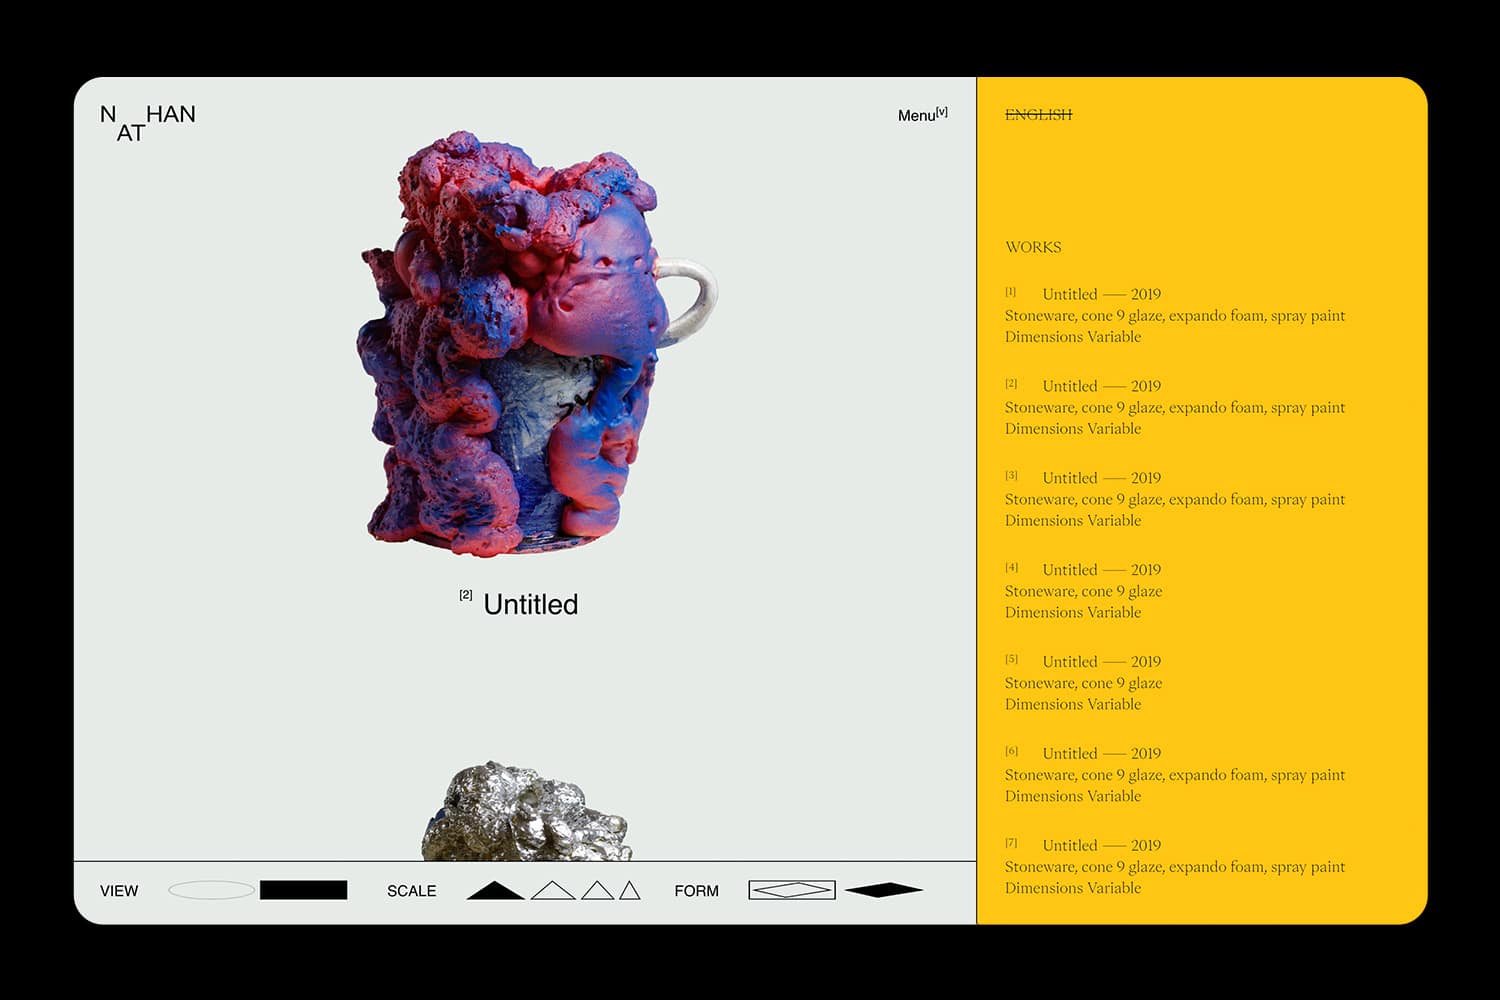 N HAN
AT
Menu[v]
[2] Untitled
VIEW
SCALE
FORM
ENGLISH
WORKS
[1] Untitled — 2019
Stoneware, cone 9 glaze, expando foam, spray paint
Dimensions Variable
[2] Untitled — 2019
Stoneware, cone 9 glaze, expando foam, spray paint
Dimensions Variable
[3] Untitled — 2019
Stoneware, cone 9 glaze, expando foam, spray paint
Dimensions Variable
[4] Untitled — 2019
Stoneware, cone 9 glaze
Dimensions Variable
[5] Untitled — 2019
Stoneware, cone 9 glaze
Dimensions Variable
[6] Untitled — 2019
Stoneware, cone 9 glaze, expando foam, spray paint
Dimensions Variable
[7] Untitled — 2019
Stoneware, cone 9 glaze, expando foam, spray paint
Dimensions Variable